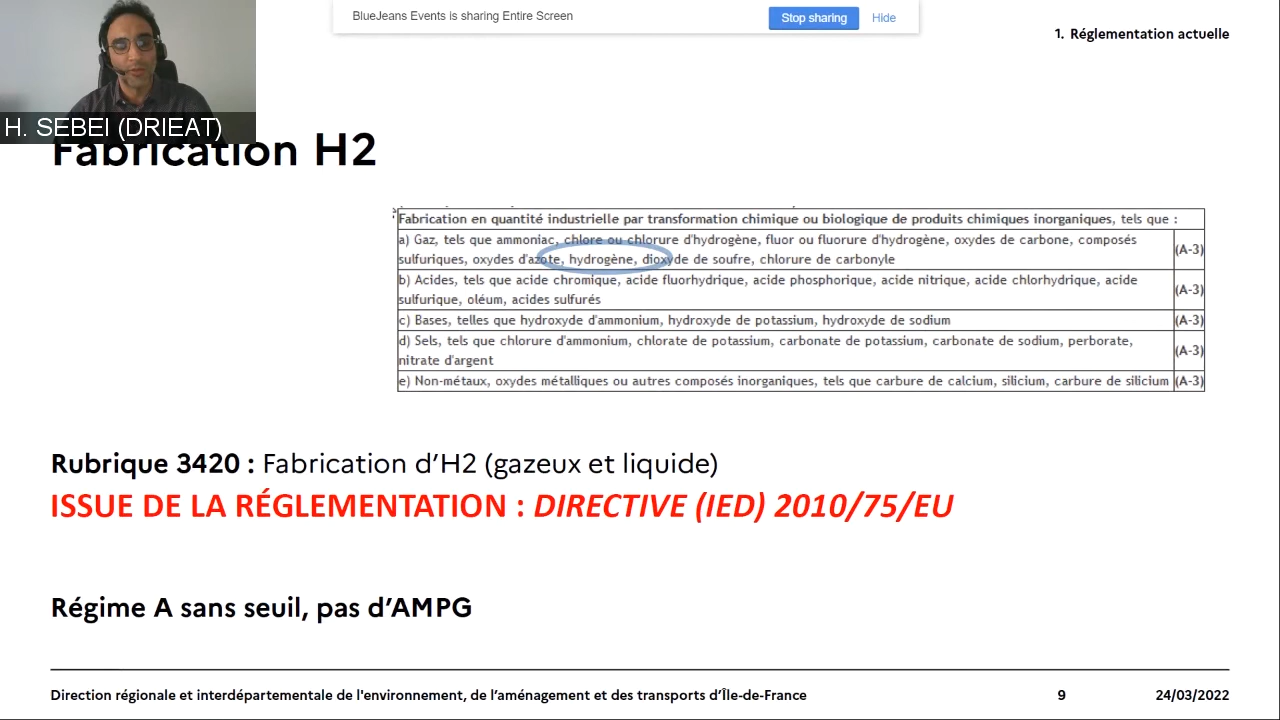 BlueJeans Events is sharing Entire Screen
Stop sharing
Hide
1. Réglementation actuelle
H. SEBEI (DRIEAT)
Fabrication H2
Fabrication en quantité industrielle par transformation chimique ou biologique de produits chimiques inorganiques, tels que :
a) Gaz, tels que ammoniac, chlore ou chlorure d'hydrogène, fluor ou fluorure d'hydrogène, oxydes de carbone, composés
sulfuriques, oxydes d'azote, hydrogène, dioxyde de soufre, chlorure de carbonyle
(A-3)
b) Acides, tels que acide chromique, acide fluorhydrique, acide phosphorique, acide nitrique, acide chlorhydrique, acide
sulfurique, oléum, acides sulfurés
(A-3)
c) Bases, telles que hydroxyde d'ammonium, hydroxyde de potassium, hydroxyde de sodium
(A-3)
d) Sels, tels que chlorure d'ammonium, chlorate de potassium, carbonate de potassium, carbonate de sodium, perborate,
nitrate d'argent
(A-3)
e) Non-métaux, oxydes métalliques ou autres composés inorganiques, tels que carbure de calcium, silicium, carbure de silicium
(A-3)
Rubrique 3420 : Fabrication d'H2 (gazeux et liquide)
ISSUE DE LA RÉGLEMENTATION : DIRECTIVE (IED) 2010/75/EU
Régime A sans seuil, pas d'AMPG
Direction régionale et interdépartementale de l'environnement, de l'aménagement et des transports d'Île-de-France
9
24/03/2022